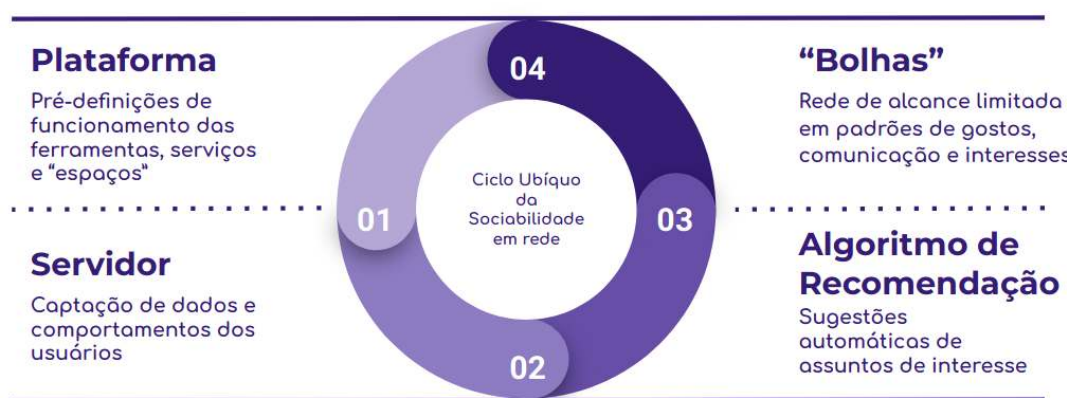 Plataforma
Pré-definições de
funcionamento das
ferramentas, serviços
e “espaços”
Servidor
Captação de dados e
comportamentos dos
usuários
04
01
03
02
Ciclo Ubíquo
da
Sociabilidade
em rede
“Bolhas”
Rede de alcance limitada
em padrões de gostos,
comunicação e interesses
Algoritmo de
Recomendação
Sugestões
automáticas de
assuntos de interesse